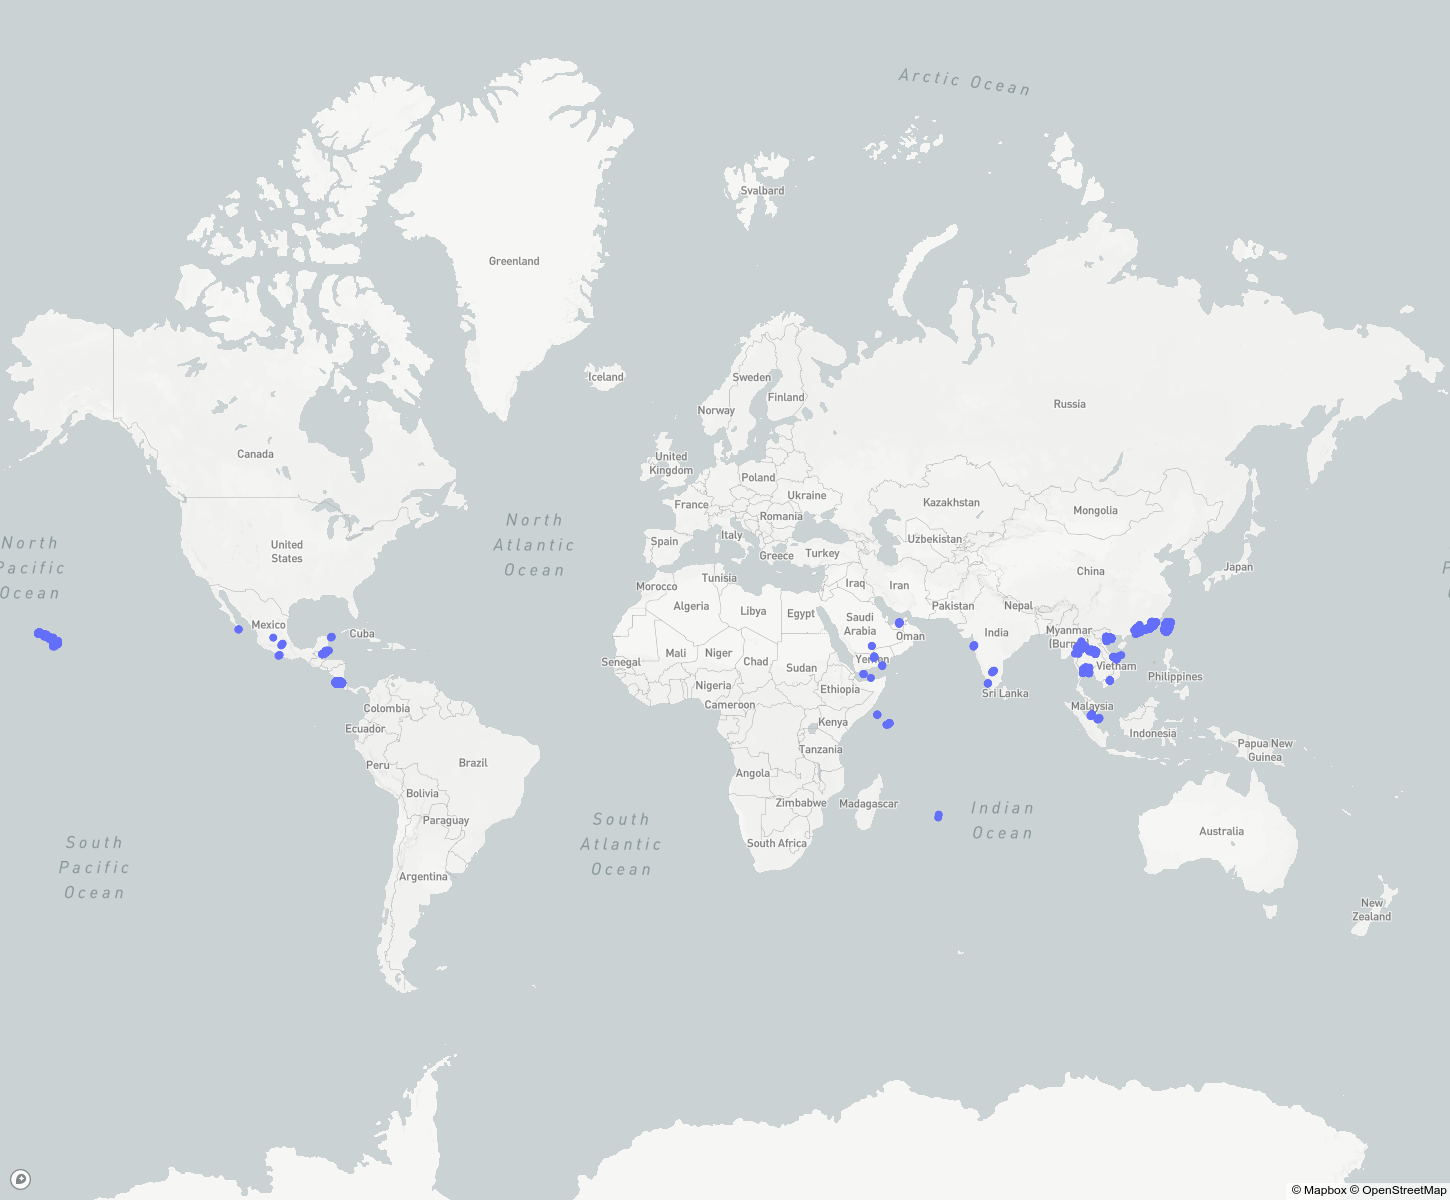 Arctic Ocean
Svalbard
Greenland
Iceland
Sweden
Finland
Norway
Russia
Canada
United
Kingdom
Poland
Ukraine
Kazakhstan
Mongolia
France
Romania
North
Atlantic
Ocean
Italy
Spain
Greece
Turkey
Uzbekistan
United
States
North
Pacific
Ocean
Japan
China
Tunisia
Morocco
Iraq
Iran
Algeria
Libya
Egypt
Pakistan
Nepal
Saudi
Arabia
Mexico
Cuba
India
Oman
Myanmar
(Burma)
Mali
Niger
Chad
Sudan
Yemen
Senegal
Vietnam
Philippines
Nigeria
Ethiopia
Sri Lanka
Cameroon
Colombia
Malaysia
Ecuador
Kenya
Indonesia
Papua New
Guinea
Tanzania
Peru
Brazil
Angola
Bolivia
Zimbabwe
Madagascar
Indian
Ocean
Paraguay
South
Atlantic
Ocean
Australia
South Africa
South
Pacific
Ocean
Argentina
New
Zealand
© Mapbox © OpenStreetMap